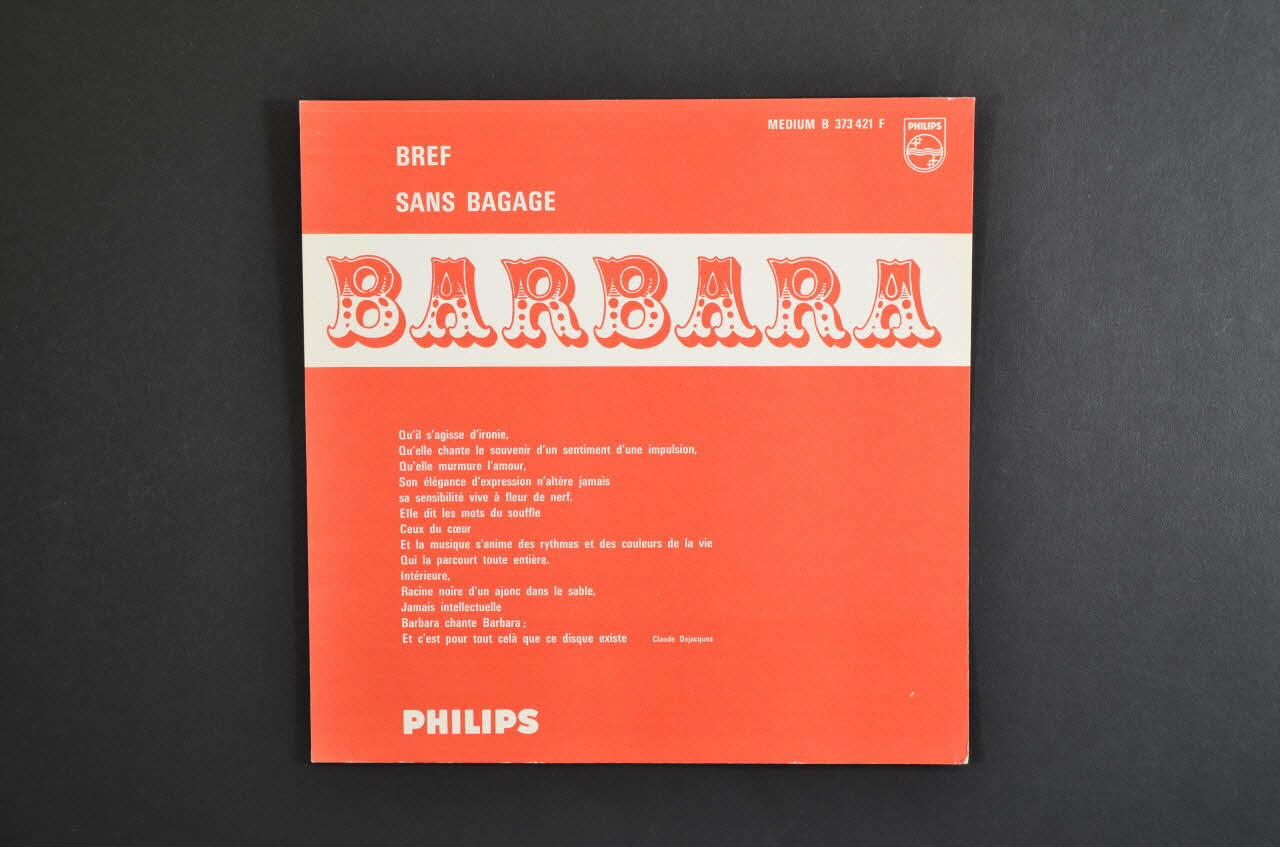 MEDIUM B 373 421 F
PHILIPS
BREF
SANS BAGAGE
BARBARA
Qu'il s'agisse d'ironie,
Qu'elle chante le souvenir d'un sentiment d'une impulsion,
Qu'elle murmure l'amour,
Son élégance d'expression n'altère jamais
sa sensibilité vive à fleur de nerf.
Elle dit les mots du souffle
Ceux du cœur
Et la musique s'anime des rythmes et des couleurs de la vie
Qui la parcourt toute entière.
Intérieure,
Racine noire d'un ajonc dans le sable,
Jamais intellectuelle
Barbara chante Barbara ;
Et c'est pour tout celà que ce disque existe Claude Dejacques
PHILIPS